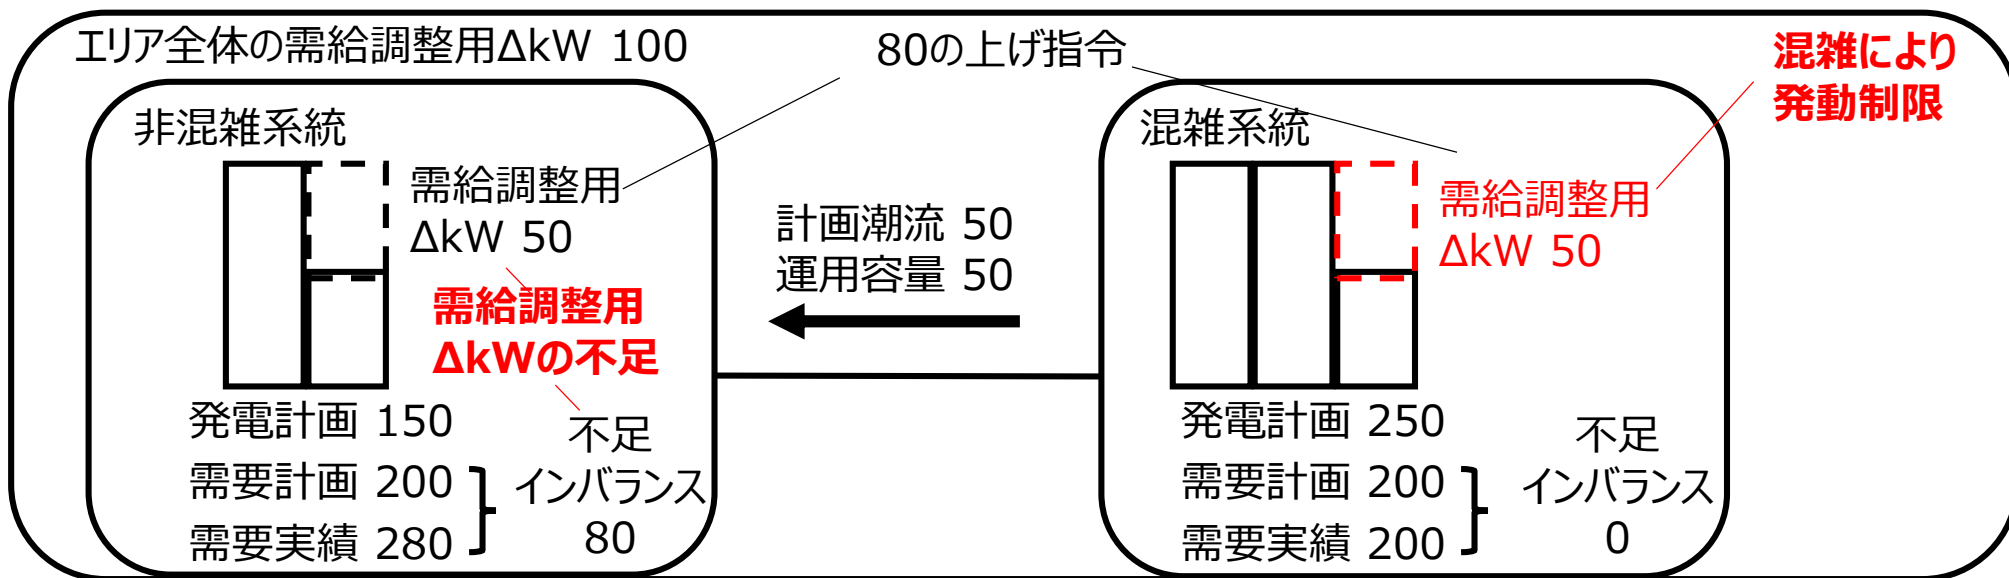 エリア全体の需給調整用ΔkW 100
80の上げ指令
混雑により
発動制限
非混雑系統
需給調整用
ΔkW 50
需給調整用
ΔkWの不足
発電計画 150
需要計画 200
需要実績 280
不足
インバランス
80
計画潮流 50
運用容量 50
混雑系統
需給調整用
ΔkW 50
発電計画 250
需要計画 200
需要実績 200
不足
インバランス
0